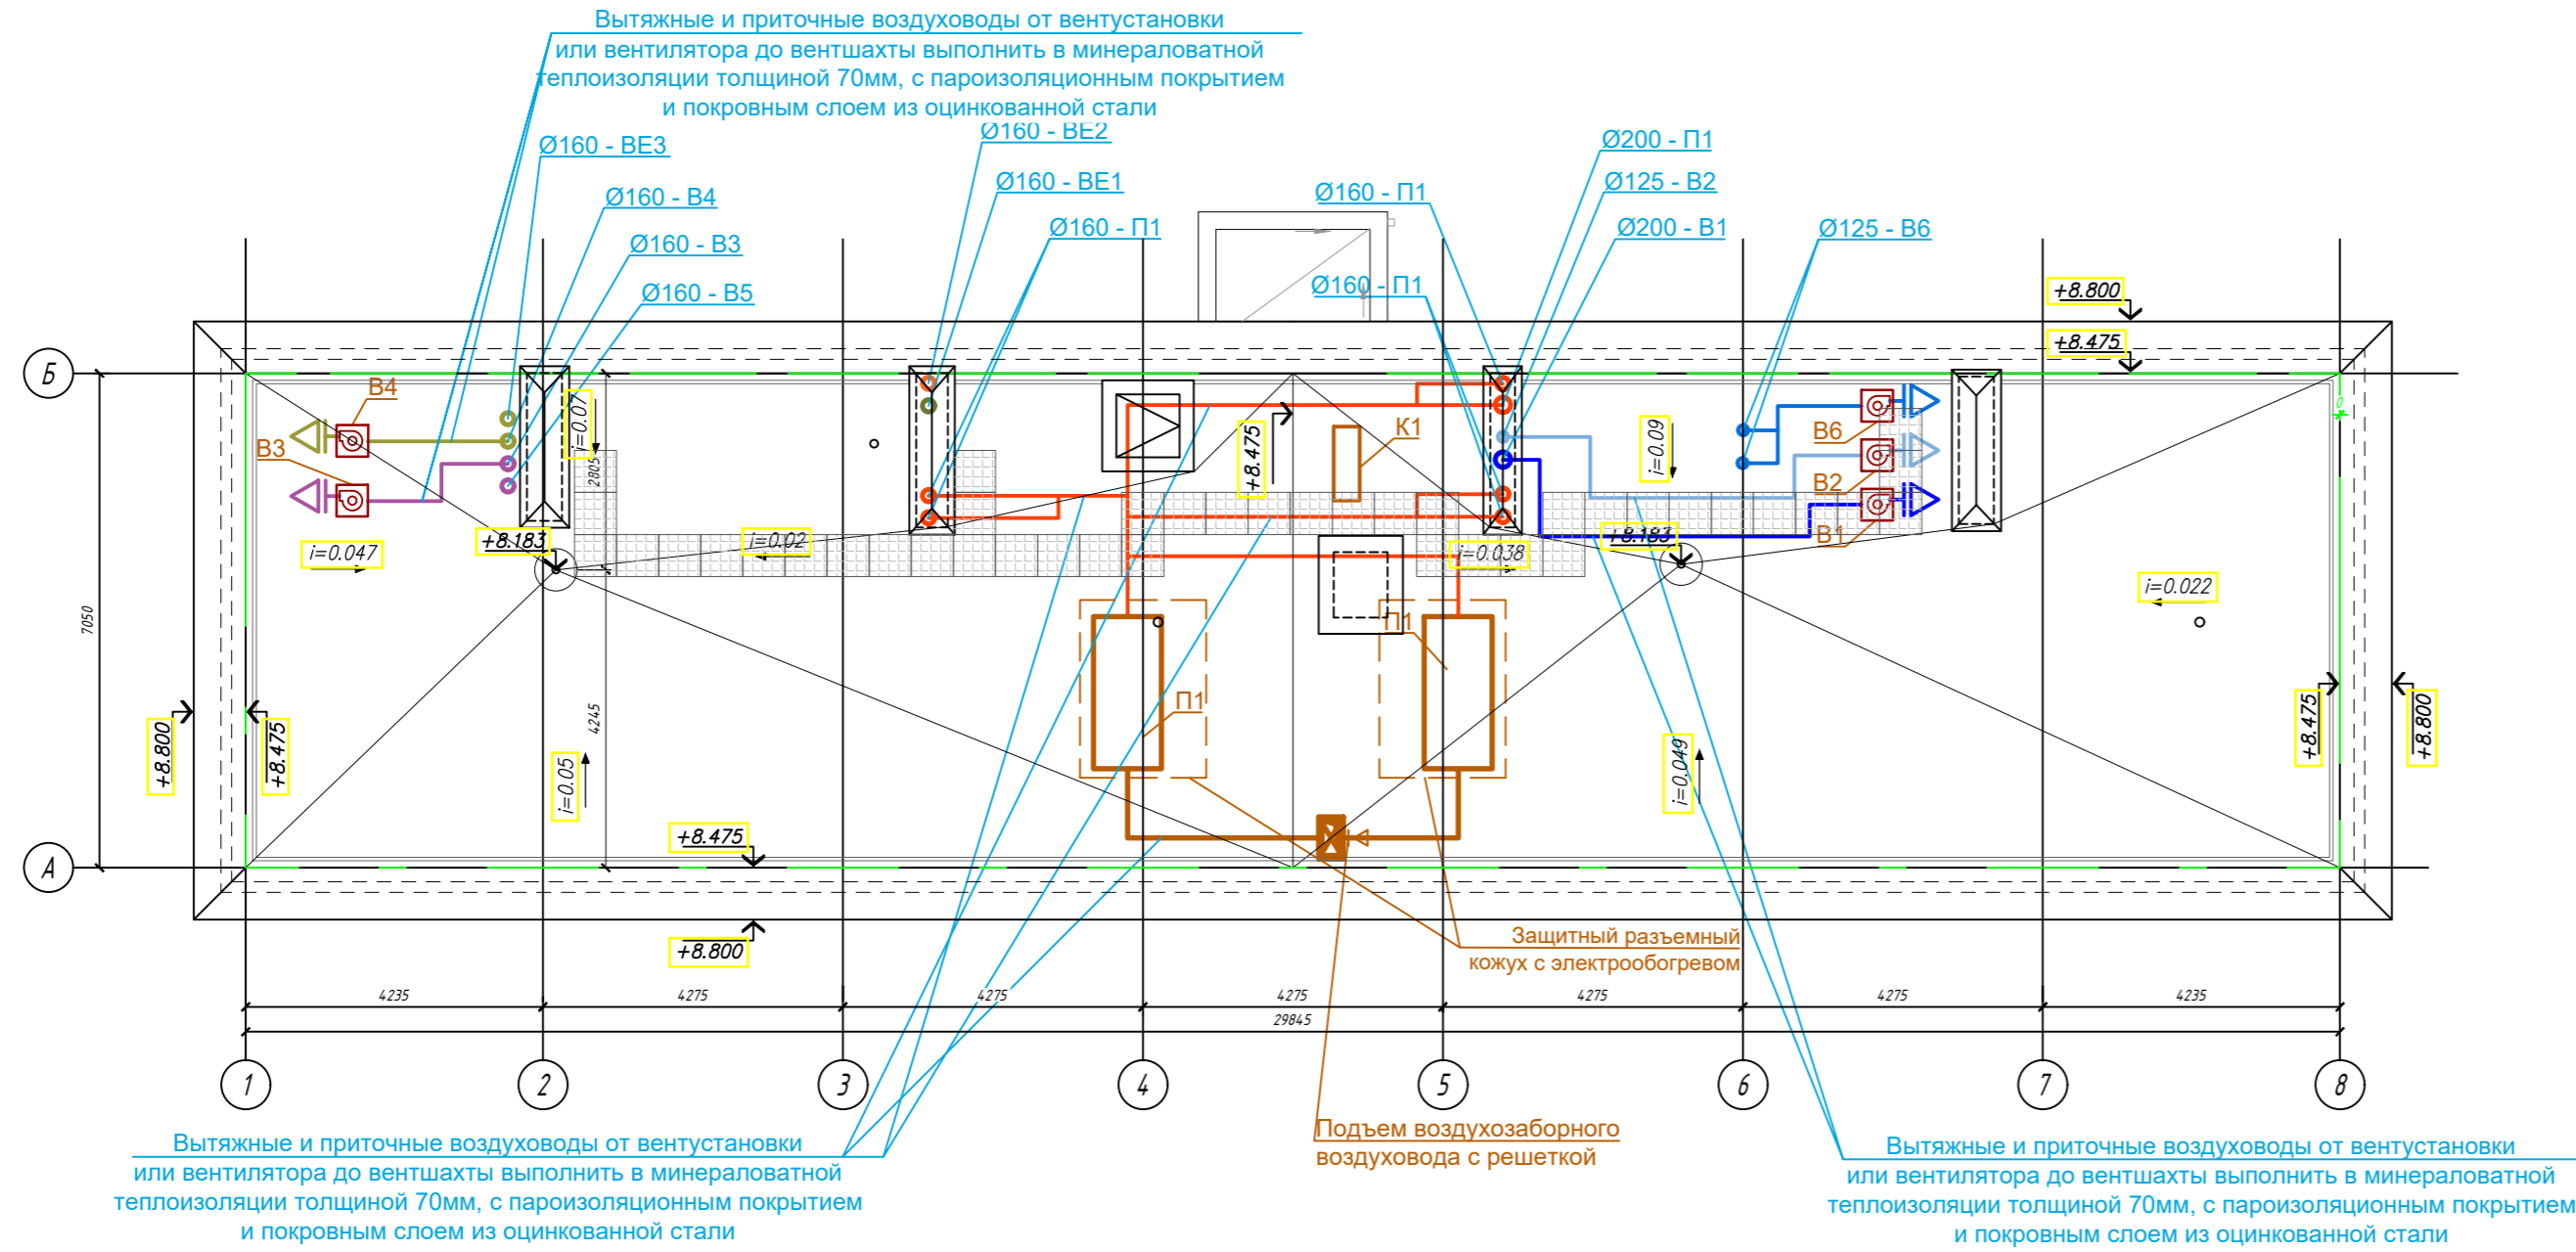 Вытяжные и приточные воздуховоды от вентустановки
или вентилятора до вентшахты выполнить в минераловатной
теплоизоляции толщиной 70мм, с пароизоляционным покрытием
и покровным слоем из оцинкованной стали
Ø160 - ВЕ3
Ø160 - В4
Ø160 - В3
Ø160 - В5
Ø160 - ВЕ2
Ø160 - ВЕ1
Ø160 - П1
Ø160 - П1
Ø160 - П1
Ø200 - П1
Ø125 - В2
Ø200 - В1
Ø125 - В6
+8.800
+8.475
Б
В4
В3
i=0.07
2805
+8.475
К1
i=0.09
В6
В2
В1
0
i=0.047
+8.183
i=0.02
i=0.038
+8.183
i=0.022
7050
П1
П1
4245
+8.800
+8.475
i=0.05
i=0.049
+8.475
+8.800
+8.475
А
+8.800
Защитный разъемный
кожух с электрообогревом
4235
4275
4275
4275
4275
4275
4235
29845
1
2
3
4
5
6
7
8
Подъем воздухозаборного
воздуховода с решеткой
Вытяжные и приточные воздуховоды от вентустановки
или вентилятора до вентшахты выполнить в минераловатной
теплоизоляции толщиной 70мм, с пароизоляционным покрытием
и покровным слоем из оцинкованной стали
Вытяжные и приточные воздуховоды от вентустановки
или вентилятора до вентшахты выполнить в минераловатной
теплоизоляции толщиной 70мм, с пароизоляционным покрытием
и покровным слоем из оцинкованной стали